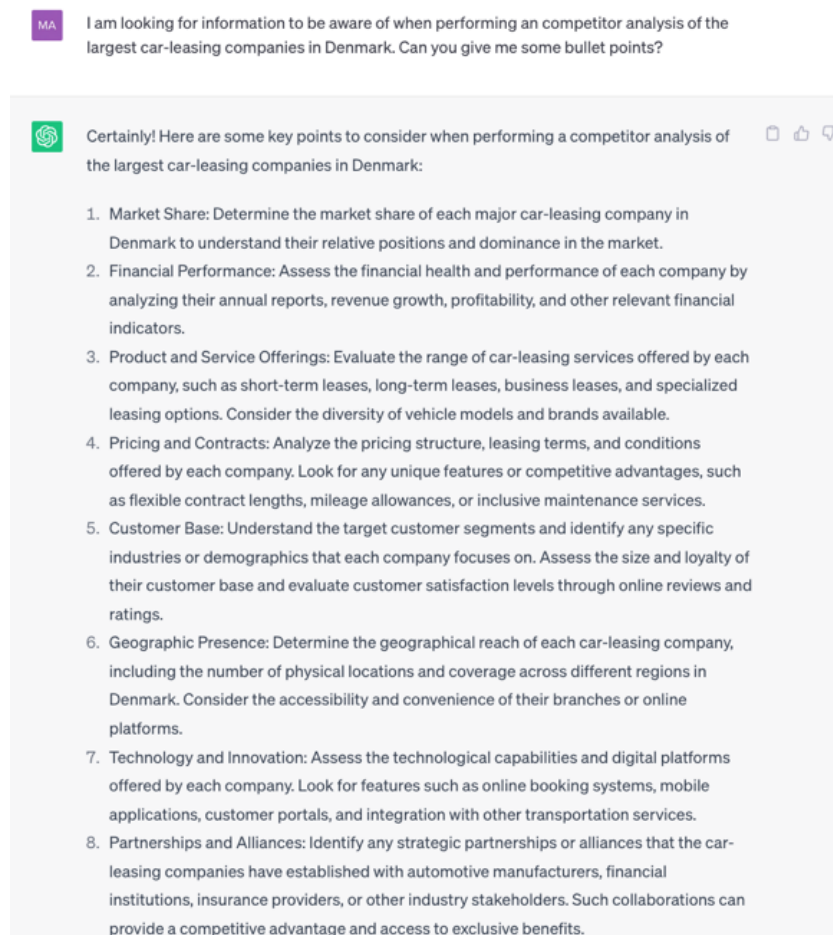 MA
I am looking for information to be aware of when performing an competitor analysis of the
largest car-leasing companies in Denmark. Can you give me some bullet points?
Certainly! Here are some key points to consider when performing a competitor analysis of
the largest car-leasing companies in Denmark:
1. Market Share: Determine the market share of each major car-leasing company in
Denmark to understand their relative positions and dominance in the market.
2. Financial Performance: Assess the financial health and performance of each company by
analyzing their annual reports, revenue growth, profitability, and other relevant financial
indicators.
3. Product and Service Offerings: Evaluate the range of car-leasing services offered by each
company, such as short-term leases, long-term leases, business leases, and specialized
leasing options. Consider the diversity of vehicle models and brands available.
4. Pricing and Contracts: Analyze the pricing structure, leasing terms, and conditions
offered by each company. Look for any unique features or competitive advantages, such
as flexible contract lengths, mileage allowances, or inclusive maintenance services.
5. Customer Base: Understand the target customer segments and identify any specific
industries or demographics that each company focuses on. Assess the size and loyalty of
their customer base and evaluate customer satisfaction levels through online reviews and
ratings.
6. Geographic Presence: Determine the geographical reach of each car-leasing company,
including the number of physical locations and coverage across different regions in
Denmark. Consider the accessibility and convenience of their branches or online
platforms.
7. Technology and Innovation: Assess the technological capabilities and digital platforms
offered by each company. Look for features such as online booking systems, mobile
applications, customer portals, and integration with other transportation services.
8. Partnerships and Alliances: Identify any strategic partnerships or alliances that the car-
leasing companies have established with automotive manufacturers, financial
institutions, insurance providers, or other industry stakeholders. Such collaborations can
provide a competitive advantage and access to exclusive benefits.